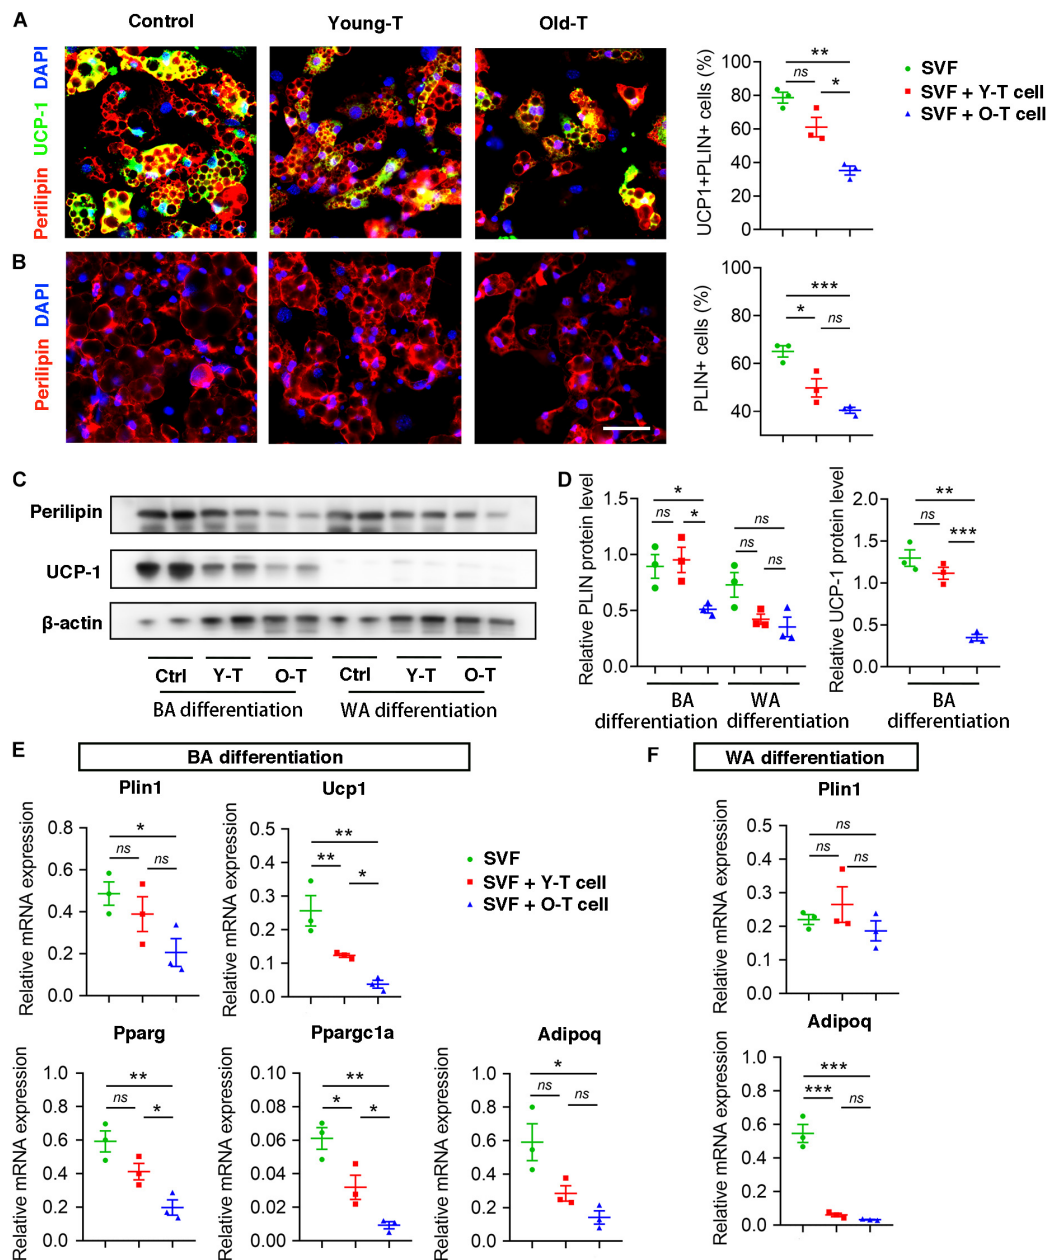 A
Control
Young-T
Old-T
Perilipin UCP-1 DAPI
UCP1+PLIN+ cells (%)
100
80
60
40
20
0
**
ns
*
SVF
SVF + Y-T cell
SVF + O-T cell
B
Perilipin DAPI
PLIN+ cells (%)
100
80
60
40
***
*
ns
C
Perilipin
UCP-1
β-actin
Ctrl
Y-T
O-T
Ctrl
Y-T
O-T
BA differentiation
WA differentiation
D
Relative PLIN protein level
1.5
1.0
0.5
0.0
*
ns
*
ns
ns
ns
BA
differentiation
WA
differentiation
Relative UCP-1 protein level
2.0
1.5
1.0
0.5
0.0
**
ns
***
BA
differentiation
E
BA differentiation
Plin1
Relative mRNA expression
0.8
0.6
0.4
0.2
0.0
*
ns
ns
Ucp1
Relative mRNA expression
0.5
0.4
0.3
0.2
0.1
0.0
**
**
*
SVF
SVF + Y-T cell
SVF + O-T cell
Pparg
Relative mRNA expression
1.0
0.8
0.6
0.4
0.2
0.0
**
ns
*
Ppargc1a
Relative mRNA expression
0.10
0.08
0.06
0.04
0.02
0.00
**
*
*
Adipoq
Relative mRNA expression
1.0
0.8
0.6
0.4
0.2
0.0
*
ns
ns
F
WA differentiation
Plin1
Relative mRNA expression
0.5
0.4
0.3
0.2
0.1
0.0
ns
ns
ns
Adipoq
Relative mRNA expression
1.0
0.8
0.6
0.4
0.2
0.0
***
***
ns